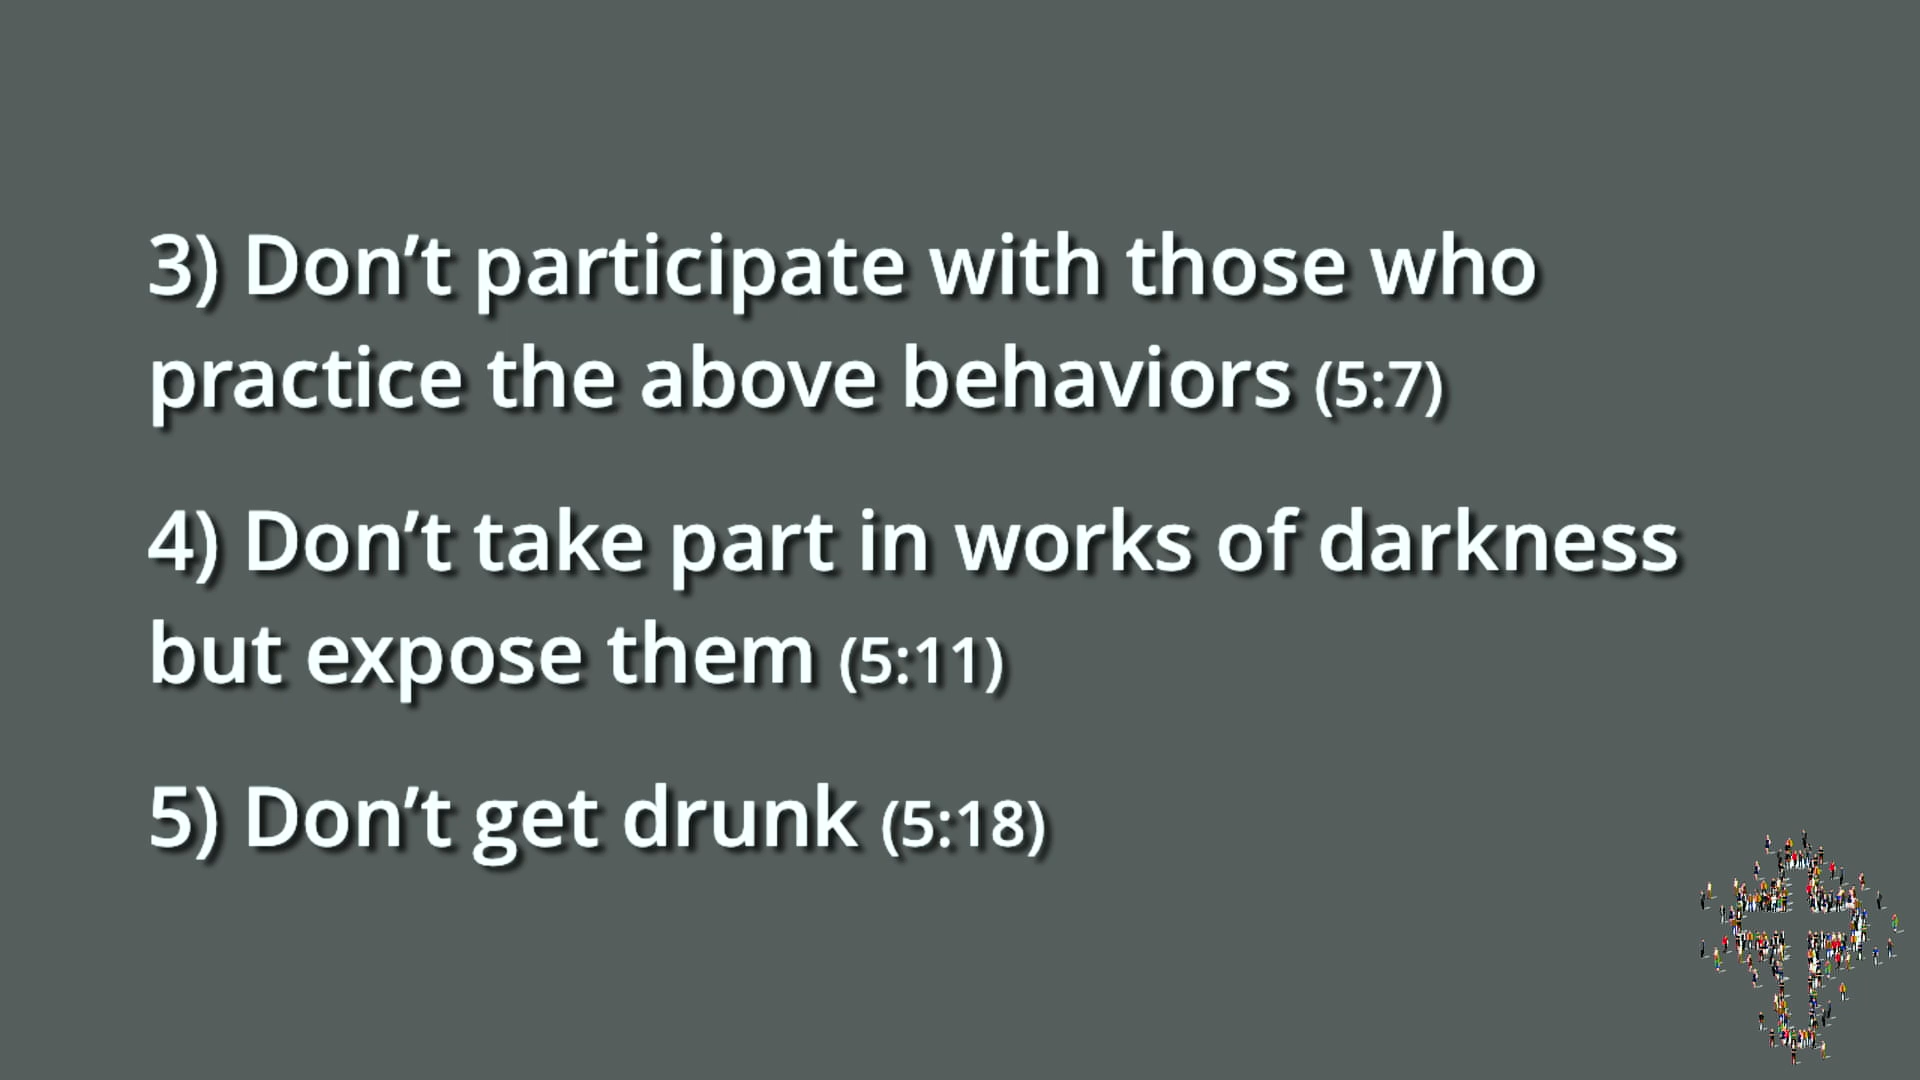 3) Don’t participate with those who
practice the above behaviors (5:7)
4) Don’t take part in works of darkness
but expose them (5:11)
5) Don’t get drunk (5:18)